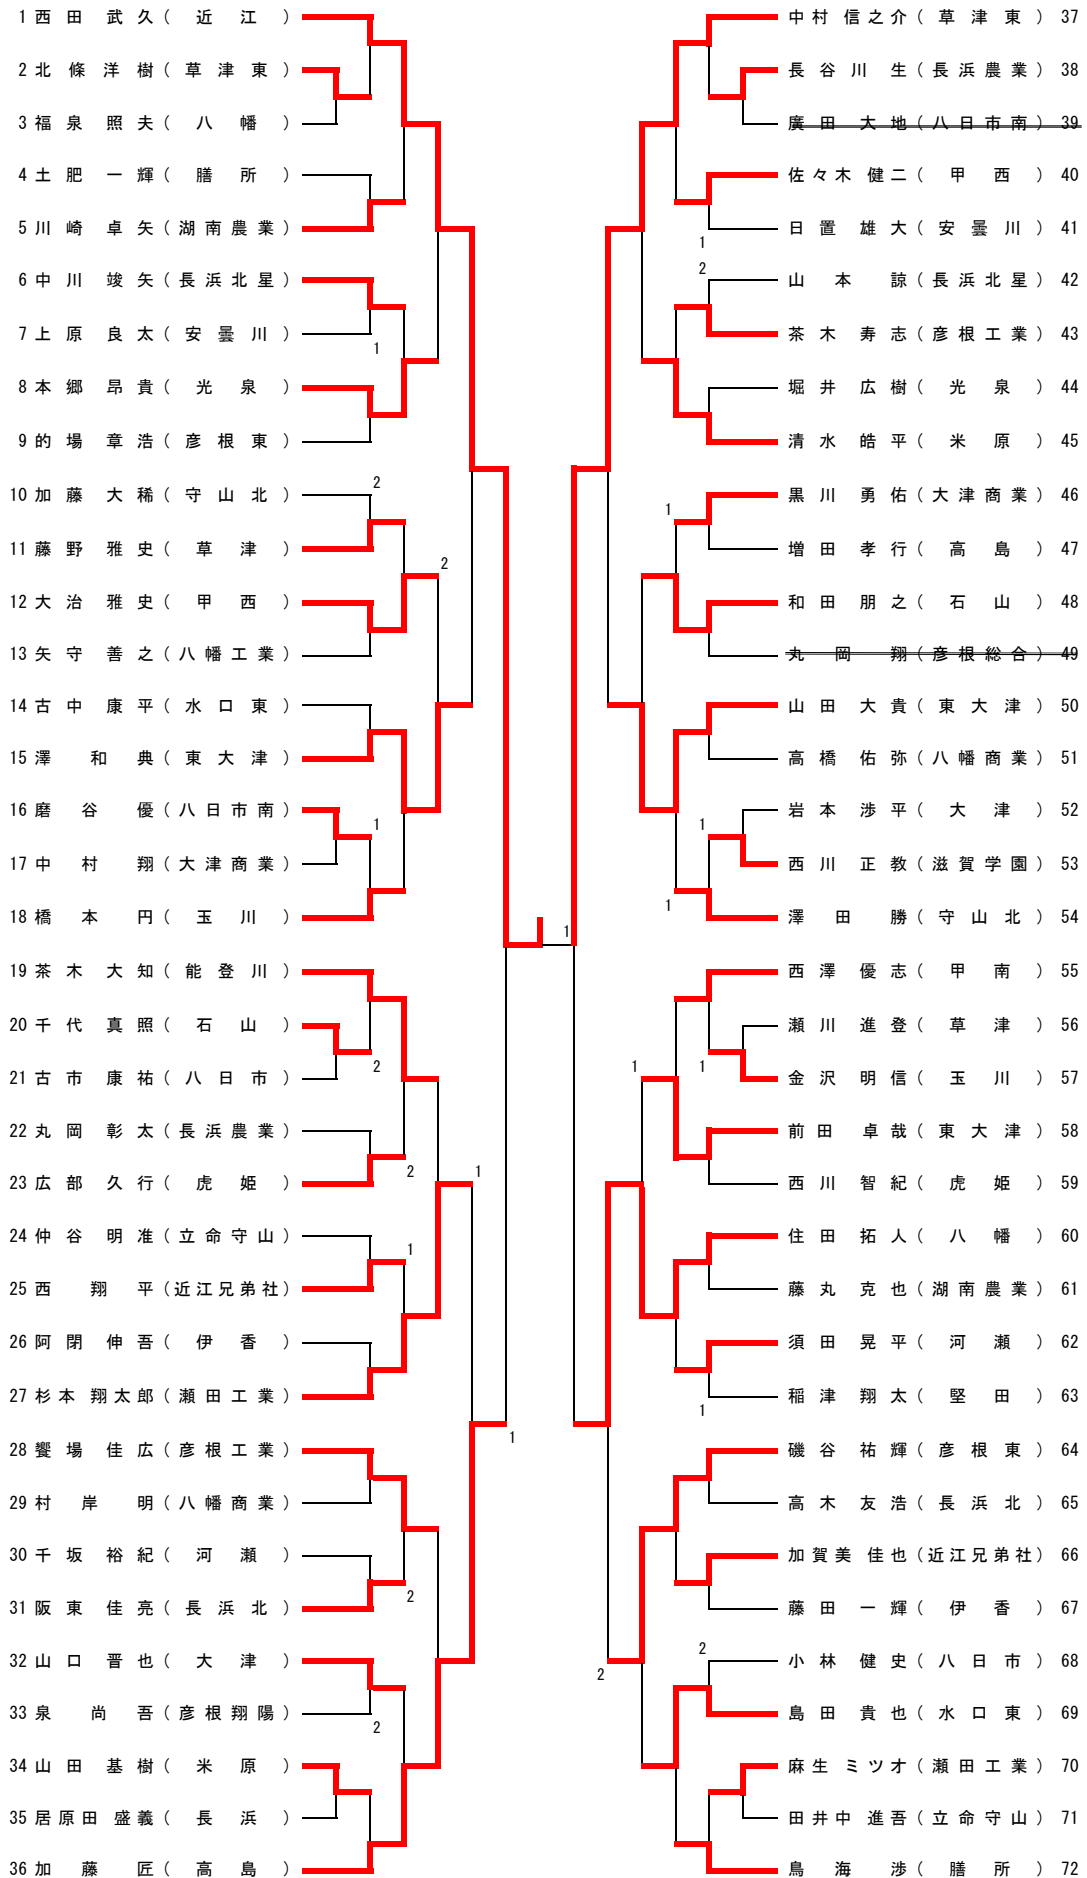 1 西田 武久 ( 近江 )
2 北條 洋樹 ( 草津東 )
3 福泉 照夫 ( 八幡 )
4 土肥 一輝 ( 膳所 )
5 川崎 卓矢 ( 湖南農業 )
6 中川 竣矢 ( 長浜北星 )
7 上原 良太 ( 安曇川 )
1
8 本郷 昂貴 ( 光泉 )
9 的場 章浩 ( 彦根東 )
2
10 加藤 大稀 ( 守山北 )
11 藤野 雅史 ( 草津 )
2
12 大治 雅史 ( 甲西 )
13 矢守 善之 ( 八幡工業 )
14 古中 康平 ( 水口東 )
15 澤 和典 ( 東大津 )
16 磨谷 優 ( 八日市南 )
1
17 中村 翔 ( 大津商業 )
18 橋本 円 ( 玉川 )
1
19 茶木 大知 ( 能登川 )
20 千代 真照 ( 石山 )
2
21 古市 康祐 ( 八日市 )
22 丸岡 彰太 ( 長浜農業 )
2
1
23 広部 久行 ( 虎姫 )
24 仲谷 明准 ( 立命守山 )
1
25 西 翔平 ( 近江兄弟社 )
26 阿閉 伸吾 ( 伊香 )
27 杉本 翔太郎 ( 瀬田工業 )
1
28 饗場 佳広 ( 彦根工業 )
29 村岸 明 ( 八幡商業 )
30 千坂 裕紀 ( 河瀬 )
2
31 阪東 佳亮 ( 長浜北 )
32 山口 晋也 ( 大津 )
33 泉 尚吾 ( 彦根翔陽 )
2
34 山田 基樹 ( 米原 )
35 居原田 盛義 ( 長浜 )
36 加藤 匠 ( 高島 )
中村 信之介 ( 草津東 ) 37
長谷川 生 ( 長浜農業 ) 38
廣田 大地 ( 八日市南 ) 39
佐々木 健二 ( 甲西 ) 40
日置 雄大 ( 安曇川 ) 41
1
2
山本 諒 ( 長浜北星 ) 42
茶木 寿志 ( 彦根工業 ) 43
堀井 広樹 ( 光泉 ) 44
清水 皓平 ( 米原 ) 45
黒川 勇佑 ( 大津商業 ) 46
1
増田 孝行 ( 高島 ) 47
和田 朋之 ( 石山 ) 48
丸岡 翔 ( 彦根総合 ) 49
山田 大貴 ( 東大津 ) 50
高橋 佑弥 ( 八幡商業 ) 51
岩本 渉平 ( 大津 ) 52
1
西川 正教 ( 滋賀学園 ) 53
1
澤田 勝 ( 守山北 ) 54
西澤 優志 ( 甲南 ) 55
瀬川 進登 ( 草津 ) 56
1
1
金沢 明信 ( 玉川 ) 57
前田 卓哉 ( 東大津 ) 58
西川 智紀 ( 虎姫 ) 59
住田 拓人 ( 八幡 ) 60
藤丸 克也 ( 湖南農業 ) 61
須田 晃平 ( 河瀬 ) 62
稲津 翔太 ( 堅田 ) 63
1
磯谷 祐輝 ( 彦根東 ) 64
高木 友浩 ( 長浜北 ) 65
加賀美 佳也 ( 近江兄弟社 ) 66
藤田 一輝 ( 伊香 ) 67
2
小林 健史 ( 八日市 ) 68
2
島田 貴也 ( 水口東 ) 69
麻生 ミツオ ( 瀬田工業 ) 70
田井中 進吾 ( 立命守山 ) 71
鳥海 渉 ( 膳所 ) 72